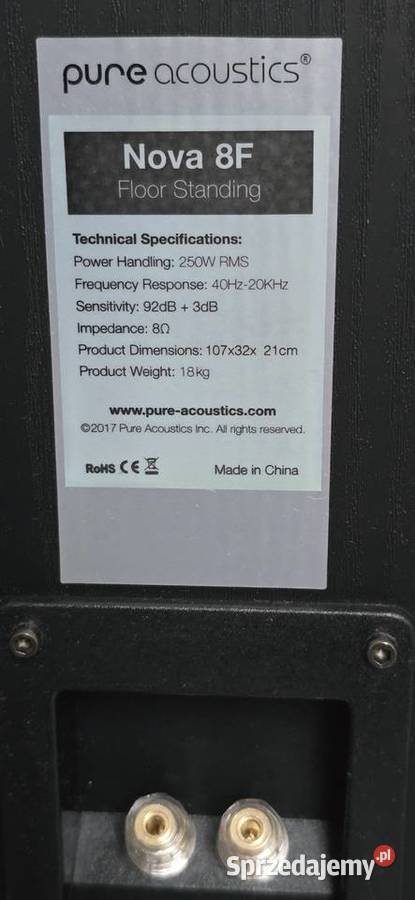 pure acoustics®
Nova 8F
Floor Standing
Technical Specifications:
Power Handling: 250W RMS
Frequency Response: 40Hz-20KHz
Sensitivity: 92dB + 3dB
Impedance: 8Ω
Product Dimensions: 107x32x 21cm
Product Weight: 18kg
www.pure-acoustics.com
©2017 Pure Acoustics Inc. All rights reserved.
RoHS CE Made in China
Sprzedajemy.pl